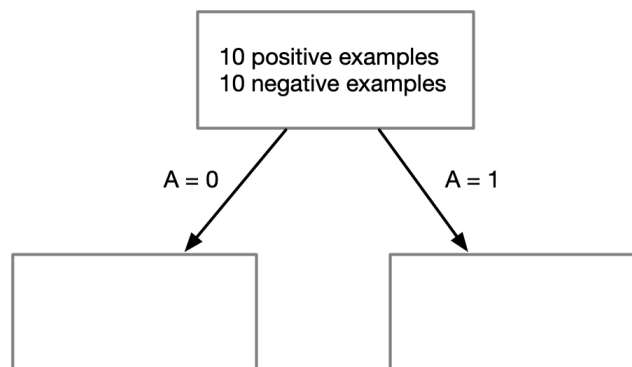 10 positive examples
10 negative examples
A = 0
A = 1